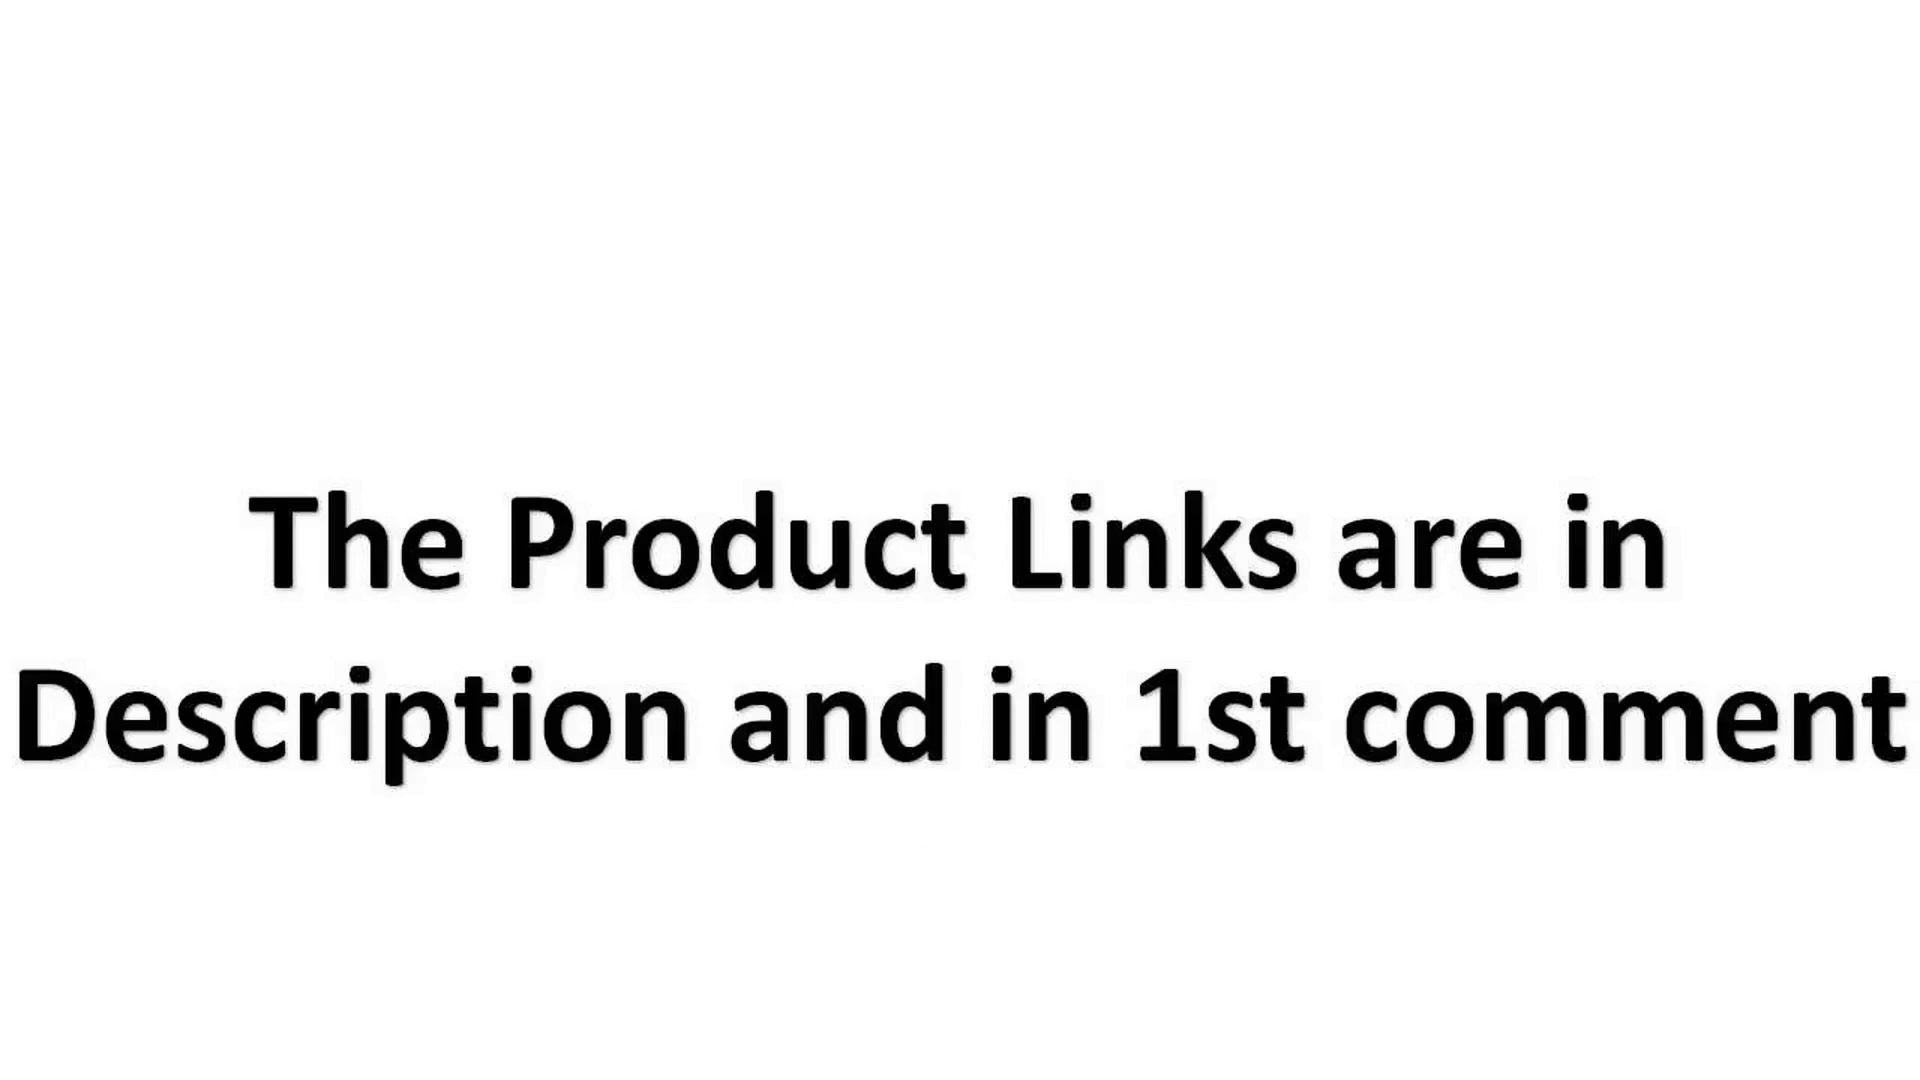 The Product Links are in
Description and in 1st comment